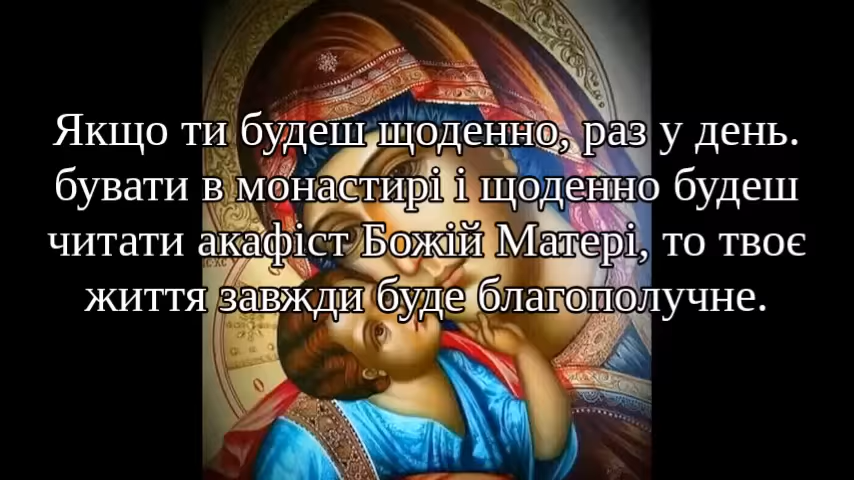 Якщо ти будеш щоденно, раз у день.
бувати в монастирі і щоденно будеш
читати акафіст Божій Матері, то твоє
життя завжди буде благополучне.